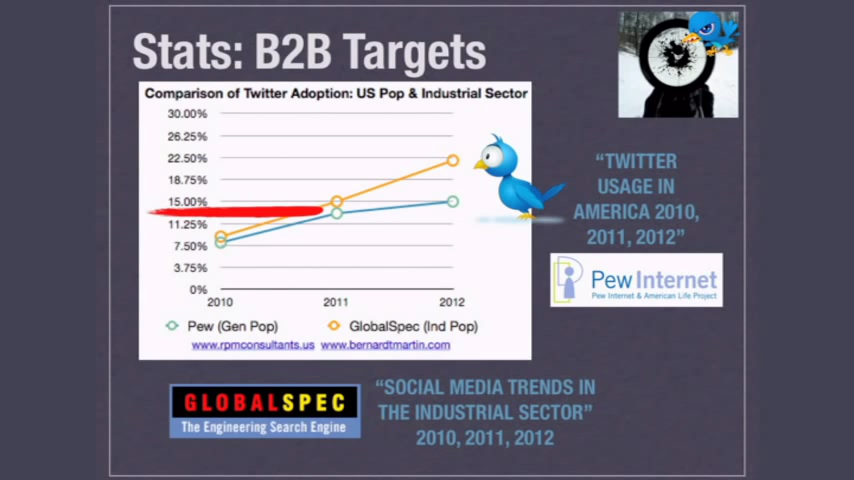 Stats: B2B Targets
Comparison of Twitter Adoption: US Pop & Industrial Sector
30.00%
26.25%
22.50%
18.75%
15.00%
11.25%
7.50%
3.75%
0%
2010 2011 2012
Pew (Gen Pop) GlobalSpec (Ind Pop)
www.rpmconsultants.us www.bernardtmartin.com
“TWITTER
USAGE IN
AMERICA 2010,
2011, 2012”
Pew Internet
Pew Internet & American Life Project
GLOBALSPEC
The Engineering Search Engine
“SOCIAL MEDIA TRENDS IN
THE INDUSTRIAL SECTOR”
2010, 2011, 2012